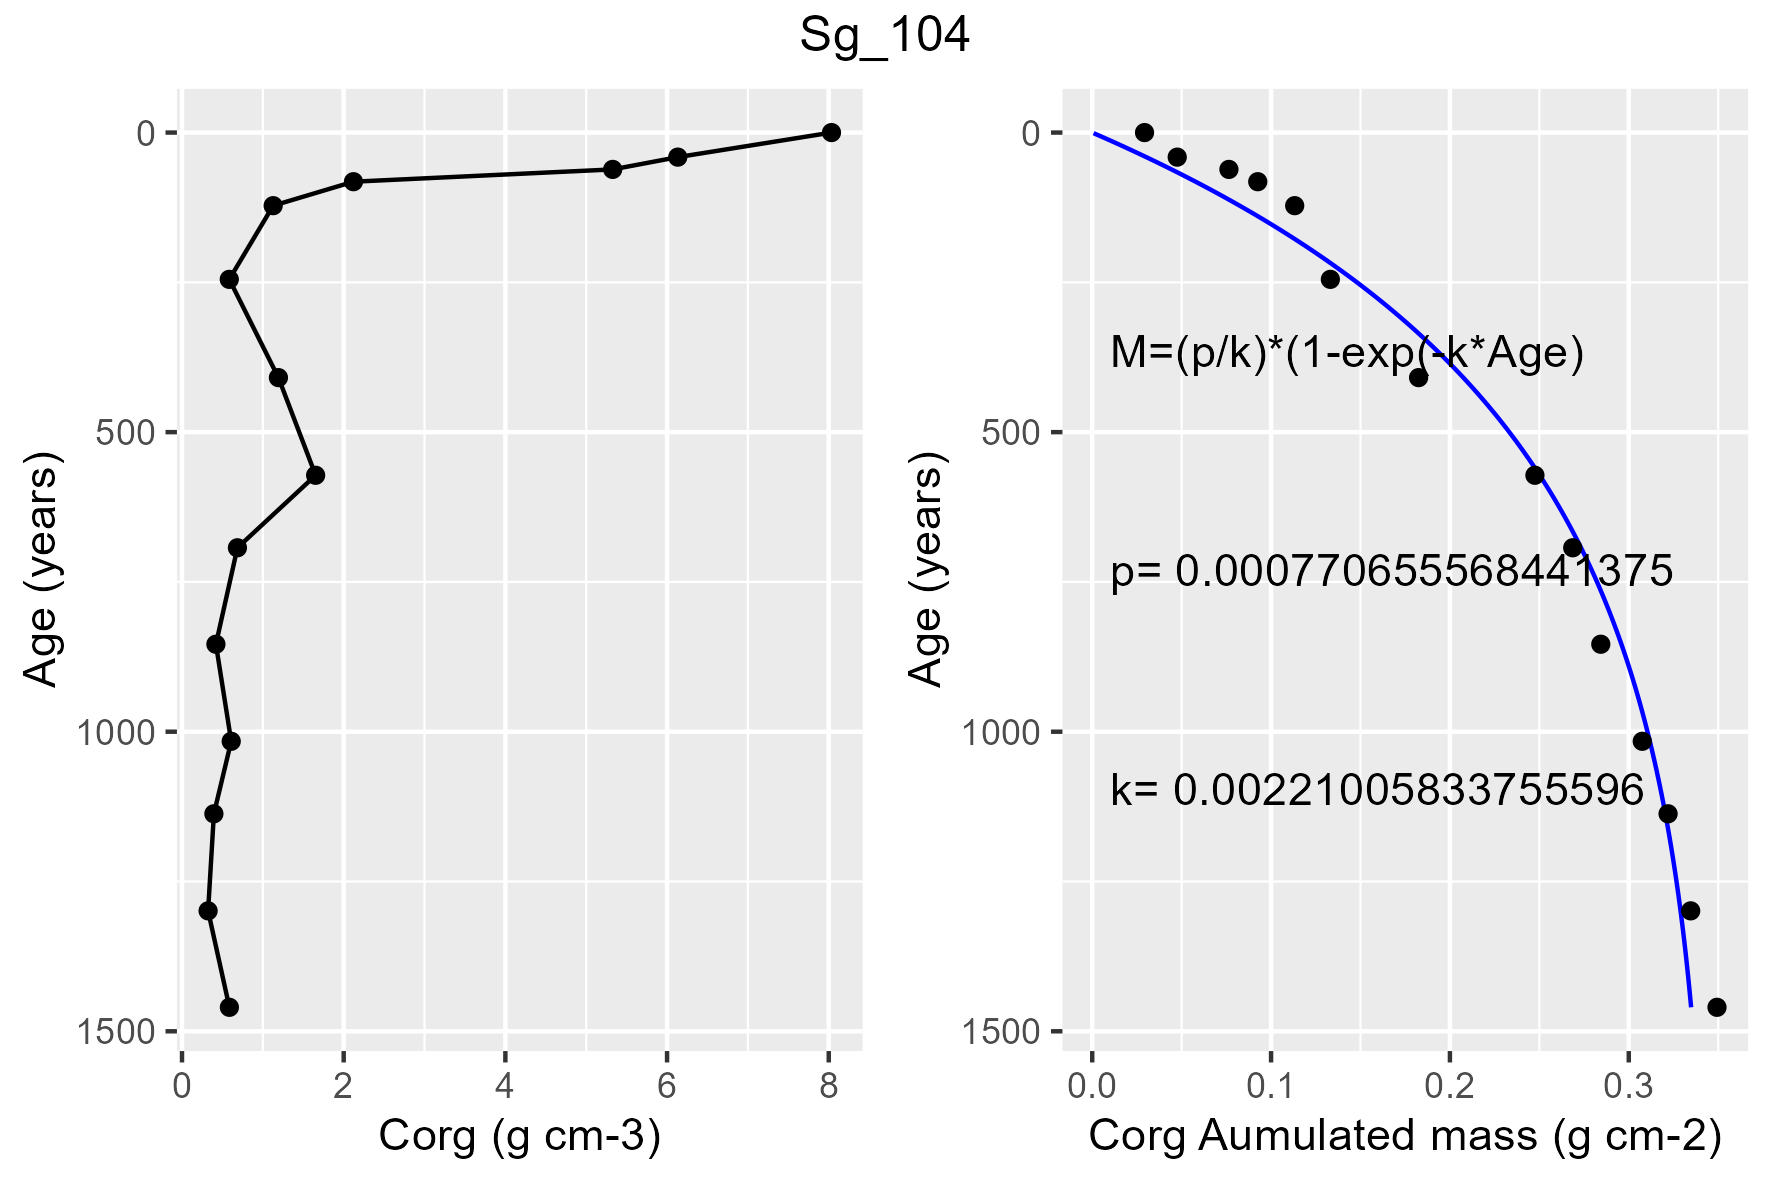 Sg_104
0
500
1000
1500
Age (years)
0 2 4 6 8
Corg (g cm-3)
0
500
1000
1500
Age (years)
M=(p/k)*(1-exp(-k*Age)
p= 0.000770655568441375
k= 0.00221005833755596
0.0 0.1 0.2 0.3
Corg Aumulated mass (g cm-2)